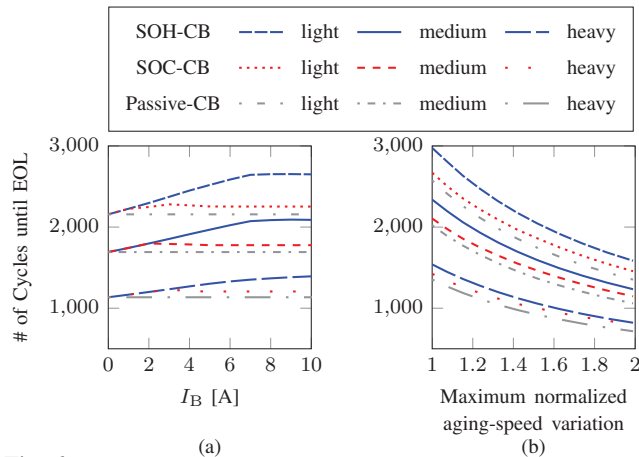 SOH-CB light medium heavy
SOC-CB light medium heavy
Passive-CB light medium heavy
# of Cycles until EOL
3,000
2,000
1,000
0 2 4 6 8 10
I_B [A]
(a)
3,000
2,000
1,000
1 1.2 1.4 1.6 1.8 2
Maximum normalized
aging-speed variation
(b)